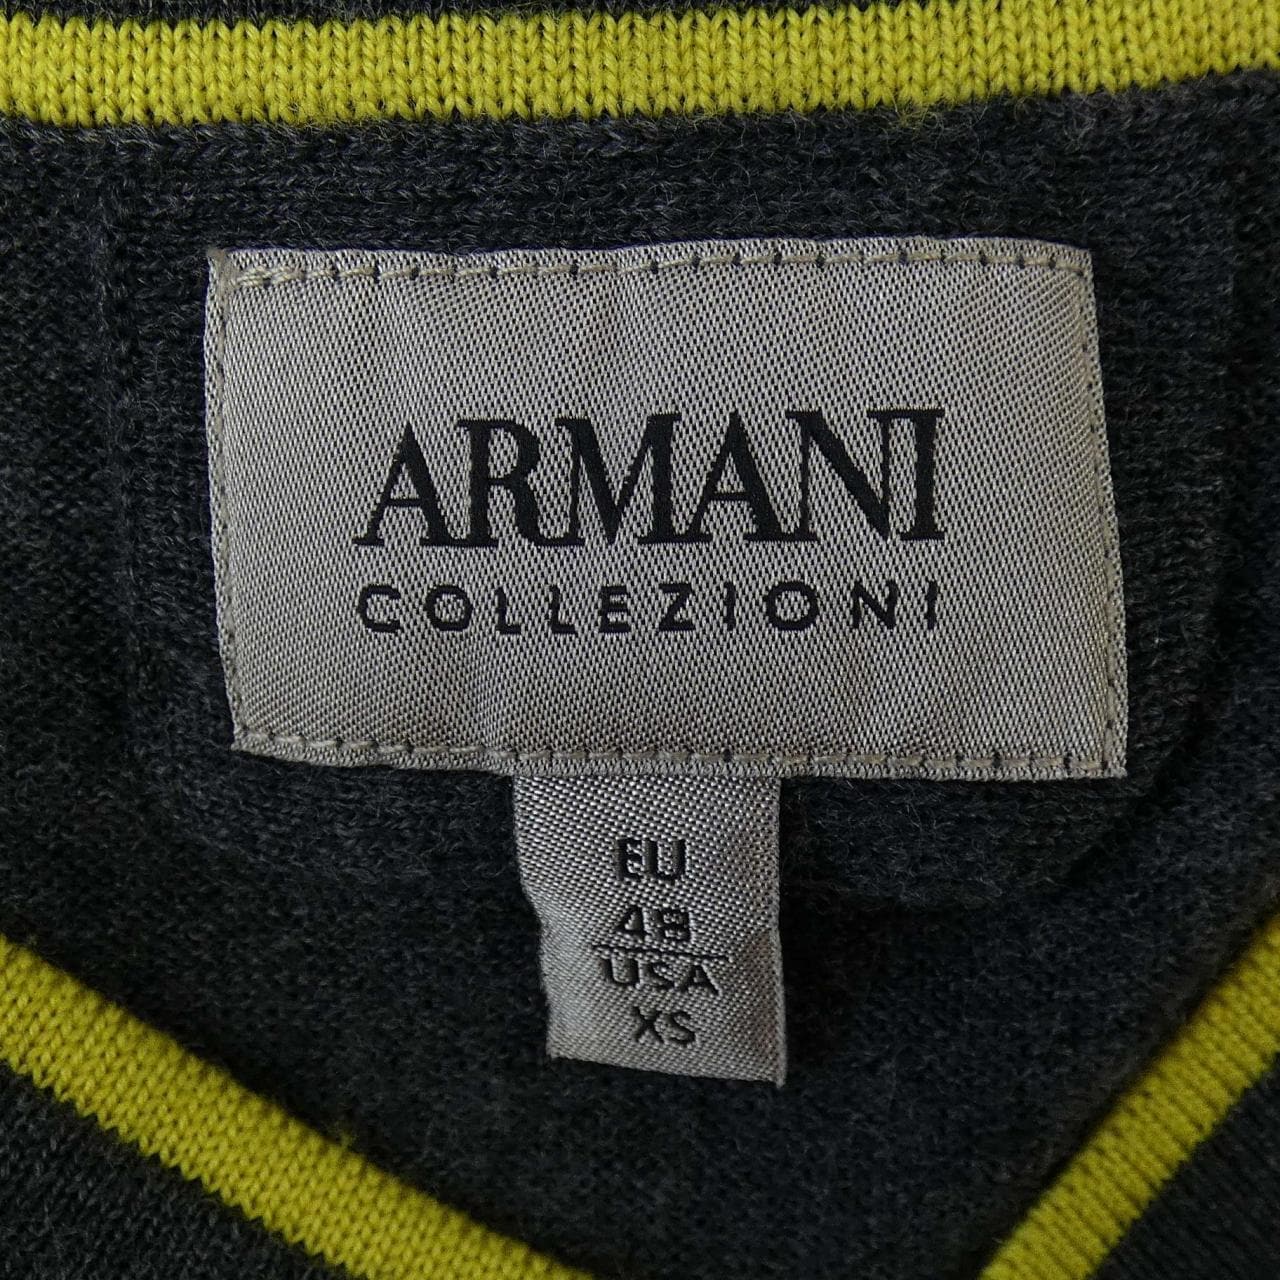 ARMANI
COLLEZIONI
EU
48
USA
XS